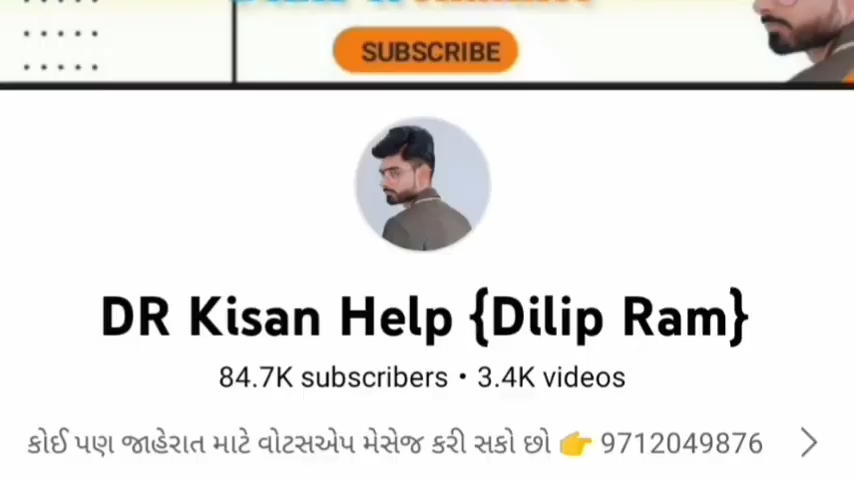 SUBSCRIBE
DR Kisan Help {Dilip Ram}
84.7K subscribers • 3.4K videos
કોઈ પણ જાહેરાત માટે વોટસએપ મેસેજ કરી સકો છો 👉 9712049876